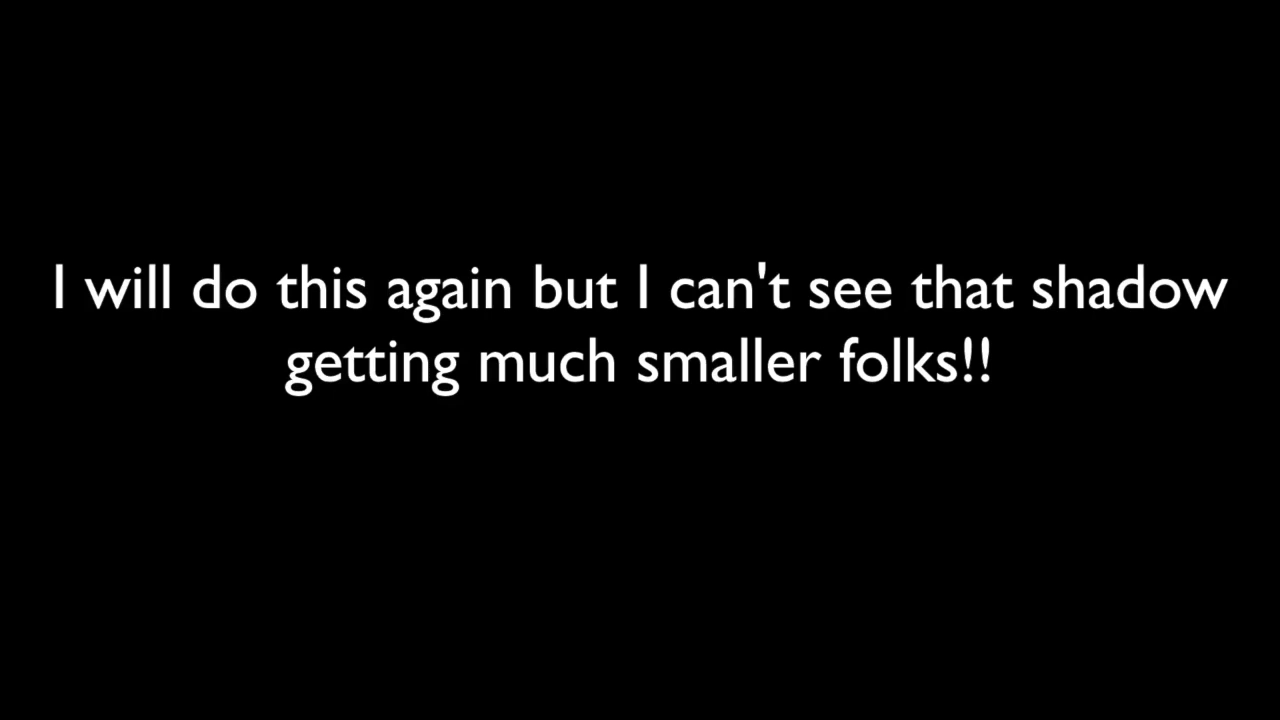 I will do this again but I can't see that shadow
getting much smaller folks!!